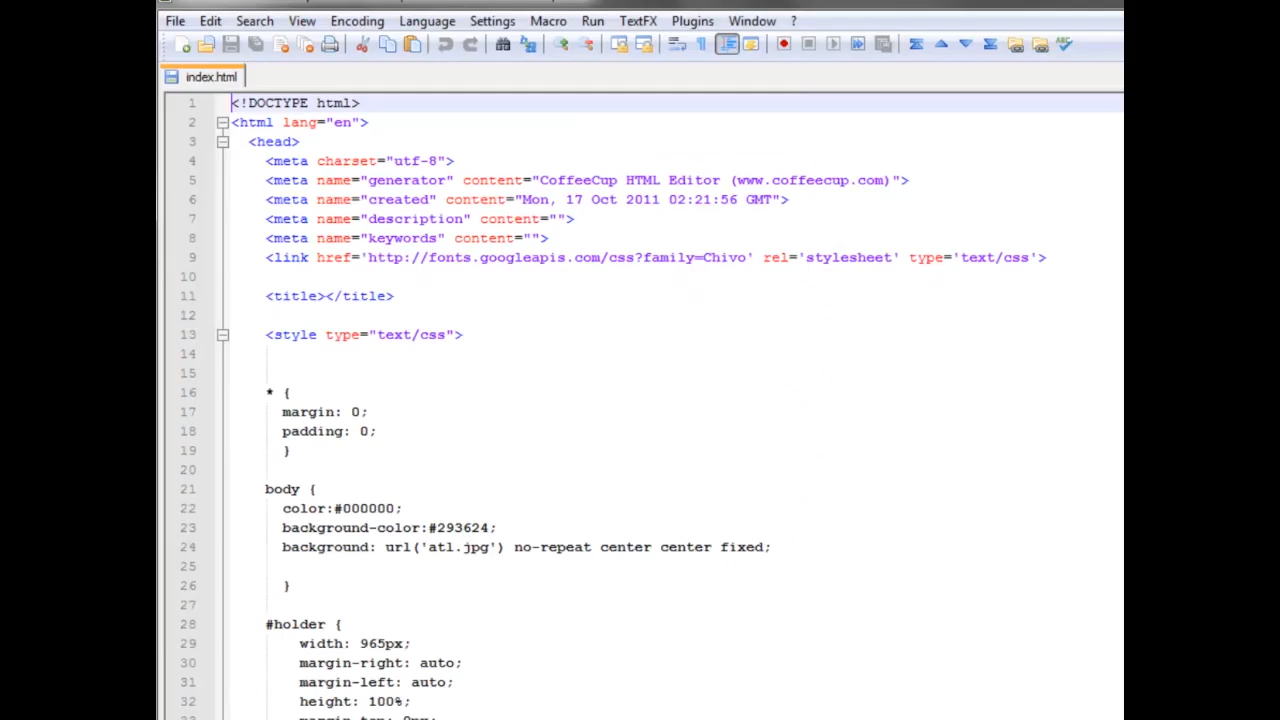 File Edit Search View Encoding Language Settings Macro Run TextFX Plugins Window ?
index.html
1 <!DOCTYPE html>
2 <html lang="en">
3 <head>
4 <meta charset="utf-8">
5 <meta name="generator" content="CoffeeCup HTML Editor (www.coffeecup.com)">
6 <meta name="created" content="Mon, 17 Oct 2011 02:21:56 GMT">
7 <meta name="description" content="">
8 <meta name="keywords" content="">
9 <link href='http://fonts.googleapis.com/css?family=Chivo' rel='stylesheet' type='text/css'>
10
11 <title></title>
12
13 <style type="text/css">
14
15
16 * {
17 margin: 0;
18 padding: 0;
19 }
20
21 body {
22 color:#000000;
23 background-color:#293624;
24 background: url('atl.jpg') no-repeat center center fixed;
25
26 }
27
28 #holder {
29 width: 965px;
30 margin-right: auto;
31 margin-left: auto;
32 height: 100%;
33 margin-top: 0px;